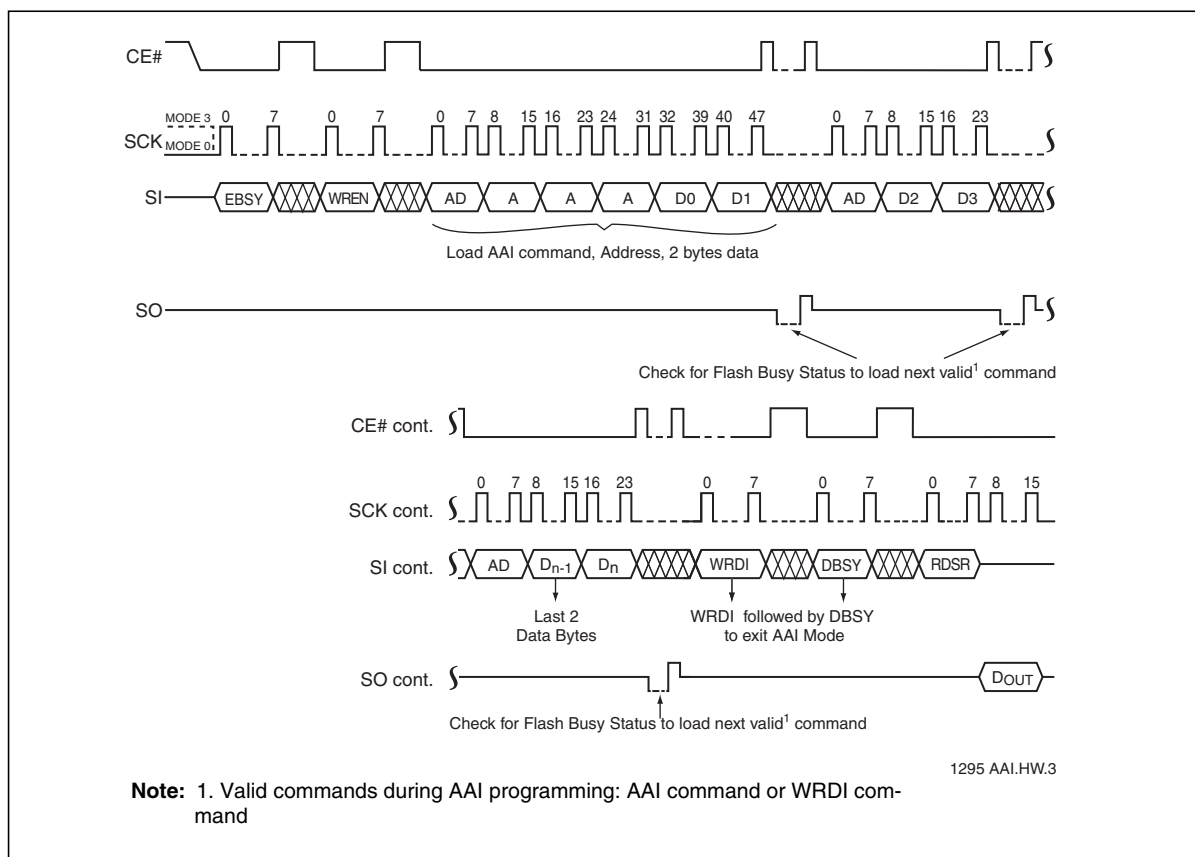 CE#
MODE 3
SCK
MODE 0
0 7 0 7 0 7 8 15 16 23 24 31 32 39 40 47 0 7 8 15 16 23
SI
EBSY WREN AD A A A D0 D1 AD D2 D3
Load AAI command, Address, 2 bytes data
SO
Check for Flash Busy Status to load next valid1 command
CE# cont.
0 7 8 15 16 23 0 7 0 7 0 7 8 15
SCK cont.
SI cont.
AD Dn-1 Dn WRDI DBSY RDSR
Last 2
Data Bytes
WRDI followed by DBSY
to exit AAI Mode
SO cont.
DOUT
Check for Flash Busy Status to load next valid1 command
1295 AAI.HW.3
Note: 1. Valid commands during AAI programming: AAI command or WRDI com-
mand